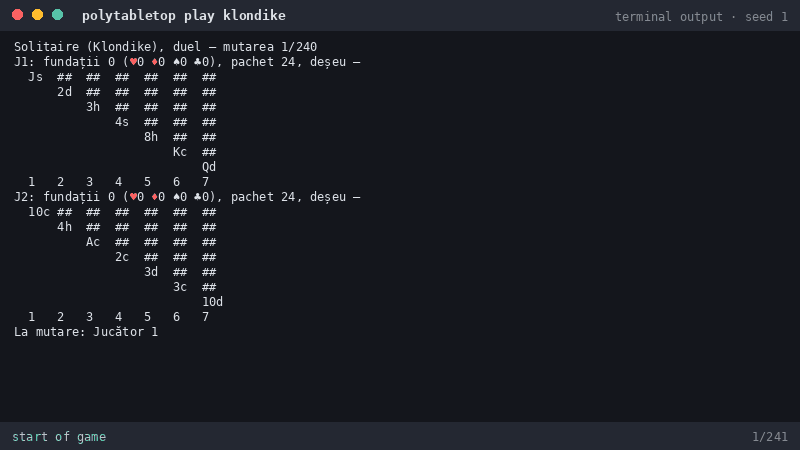 polytabletop play klondike
terminal output · seed 1
Solitaire (Klondike), duel — mutarea 1/240
J1: fundații 0 (♥0 ♦0 ♠0 ♣0), pachet 24, deșeu —
Js ## ## ## ## ## ##
2d ## ## ## ## ##
3h ## ## ## ##
4s ## ## ##
8h ## ##
Kc ##
Qd
1 2 3 4 5 6 7
J2: fundații 0 (♥0 ♦0 ♠0 ♣0), pachet 24, deșeu —
10c ## ## ## ## ## ##
4h ## ## ## ## ##
Ac ## ## ## ##
2c ## ## ##
3d ## ##
3c ##
10d
1 2 3 4 5 6 7
La mutare: Jucător 1
start of game
1/241